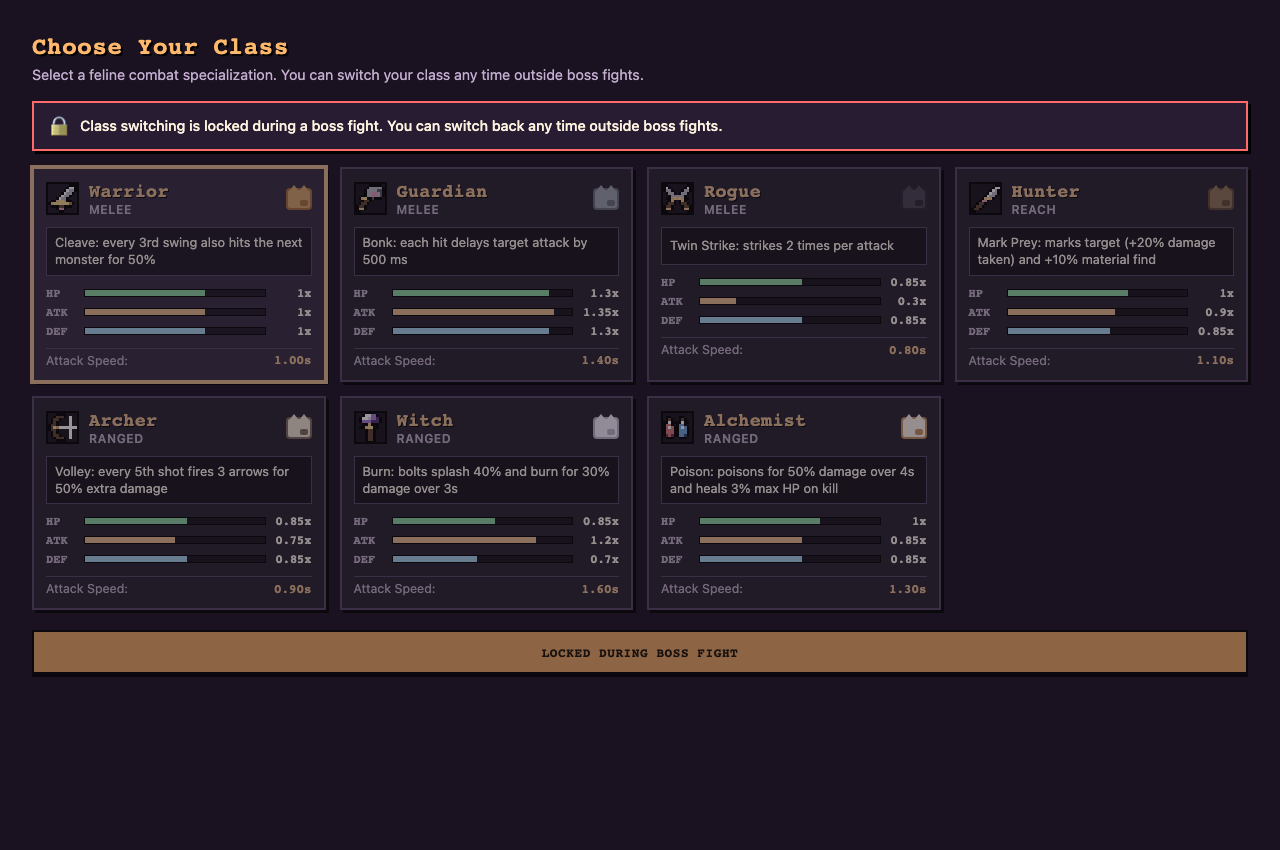 Choose Your Class
Select a feline combat specialization. You can switch your class any time outside boss fights.
Class switching is locked during a boss fight. You can switch back any time outside boss fights.
Warrior
MELEE
Cleave: every 3rd swing also hits the next
monster for 50%
HP 1x
ATK 1x
DEF 1x
Attack Speed: 1.00s
Guardian
MELEE
Bonk: each hit delays target attack by
500 ms
HP 1.3x
ATK 1.35x
DEF 1.3x
Attack Speed: 1.40s
Rogue
MELEE
Twin Strike: strikes 2 times per attack
HP 0.85x
ATK 0.3x
DEF 0.85x
Attack Speed: 0.80s
Hunter
REACH
Mark Prey: marks target (+20% damage
taken) and +10% material find
HP 1x
ATK 0.9x
DEF 0.85x
Attack Speed: 1.10s
Archer
RANGED
Volley: every 5th shot fires 3 arrows for
50% extra damage
HP 0.85x
ATK 0.75x
DEF 0.85x
Attack Speed: 0.90s
Witch
RANGED
Burn: bolts splash 40% and burn for 30%
damage over 3s
HP 0.85x
ATK 1.2x
DEF 0.7x
Attack Speed: 1.60s
Alchemist
RANGED
Poison: poisons for 50% damage over 4s
and heals 3% max HP on kill
HP 1x
ATK 0.85x
DEF 0.85x
Attack Speed: 1.30s
LOCKED DURING BOSS FIGHT